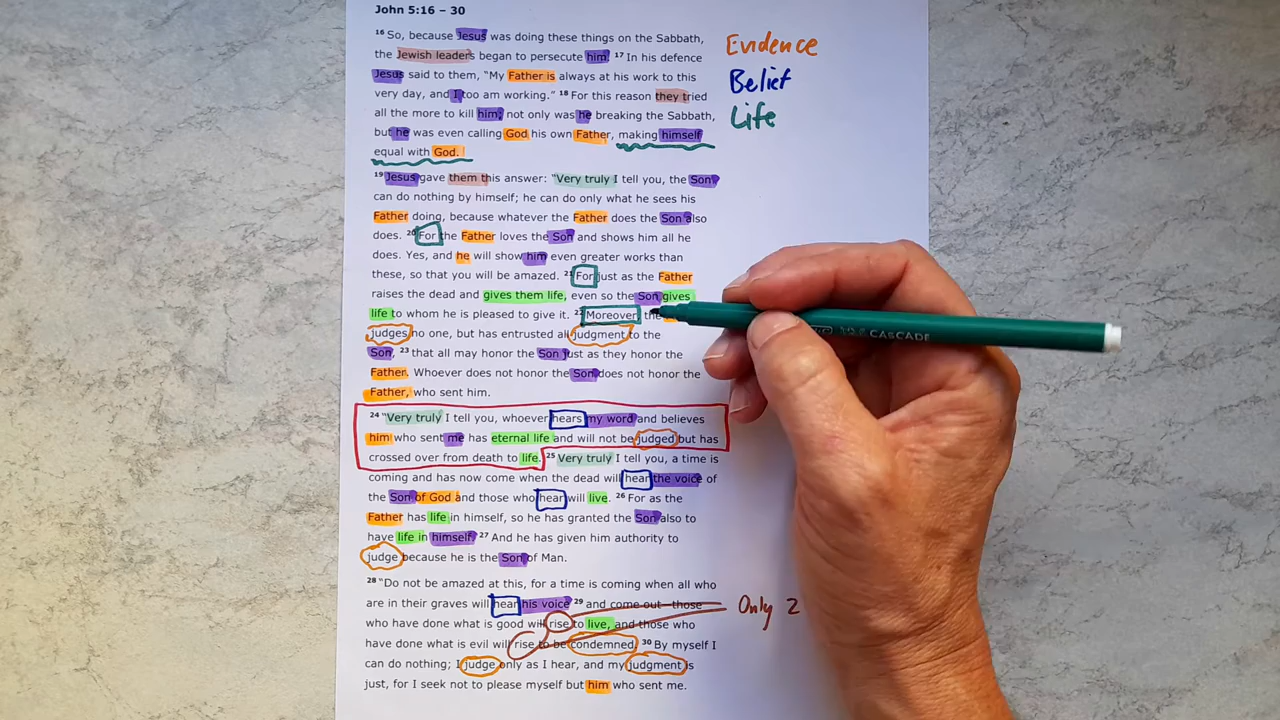 John 5:16 – 30
16 So, because Jesus was doing these things on the Sabbath,
the Jewish leaders began to persecute him. 17 In his defence
Jesus said to them, “My Father is always at his work to this
very day, and I too am working.” 18 For this reason they tried
all the more to kill him; not only was he breaking the Sabbath,
but he was even calling God his own Father, making himself
equal with God.
19 Jesus gave them this answer: “Very truly I tell you, the Son
can do nothing by himself; he can do only what he sees his
Father doing, because whatever the Father does the Son also
does. 20 For the Father loves the Son and shows him all he
does. Yes, and he will show him even greater works than
these, so that you will be amazed. 21 For just as the Father
raises the dead and gives them life, even so the Son gives
life to whom he is pleased to give it. 22 Moreover, the
judges no one, but has entrusted all judgment to the
Son, 23 that all may honor the Son just as they honor the
Father. Whoever does not honor the Son does not honor the
Father, who sent him.
24 “Very truly I tell you, whoever hears my word and believes
him who sent me has eternal life and will not be judged but has
crossed over from death to life. 25 Very truly I tell you, a time is
coming and has now come when the dead will hear the voice of
the Son of God and those who hear will live. 26 For as the
Father has life in himself, so he has granted the Son also to
have life in himself. 27 And he has given him authority to
judge because he is the Son of Man.
28 “Do not be amazed at this, for a time is coming when all who
are in their graves will hear his voice 29 and come out—those
who have done what is good will rise to live, and those who
have done what is evil will rise to be condemned. 30 By myself I
can do nothing; I judge only as I hear, and my judgment is
just, for I seek not to please myself but him who sent me.
Evidence
Belief
Life
Only 2
CASCADE